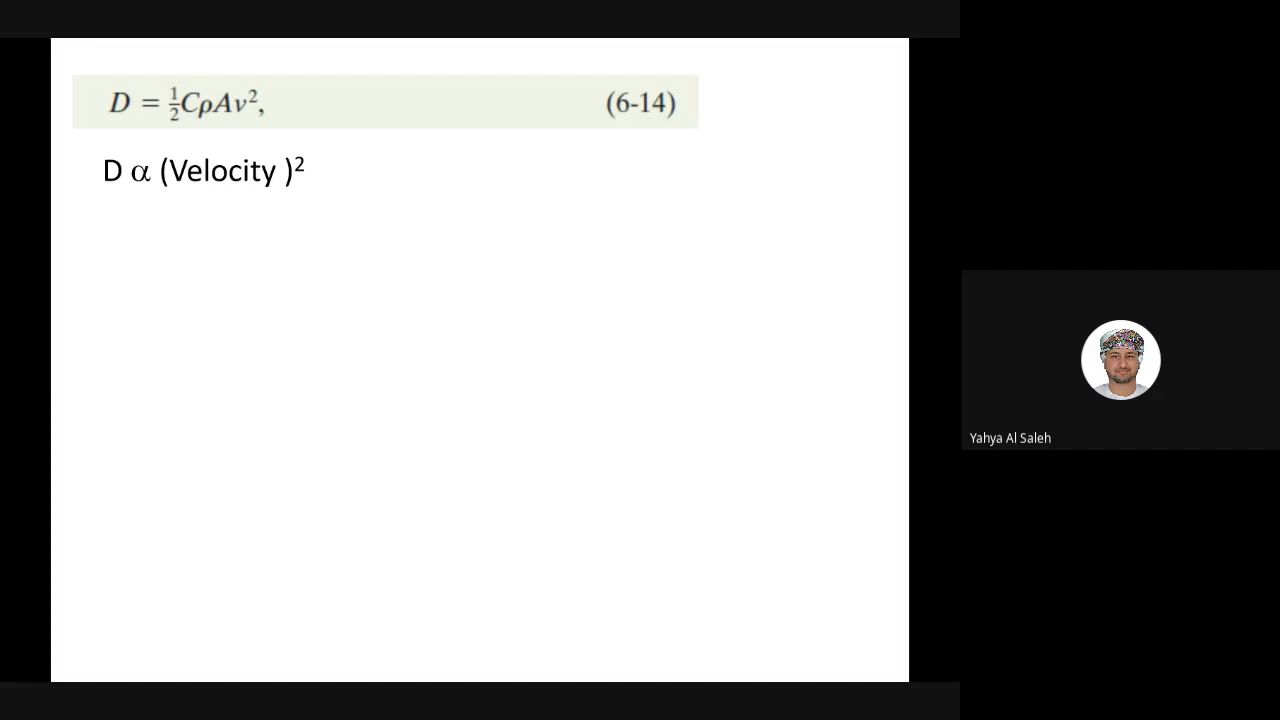 D = ½CρAv², (6-14)
D α (Velocity )²
Yahya Al Saleh